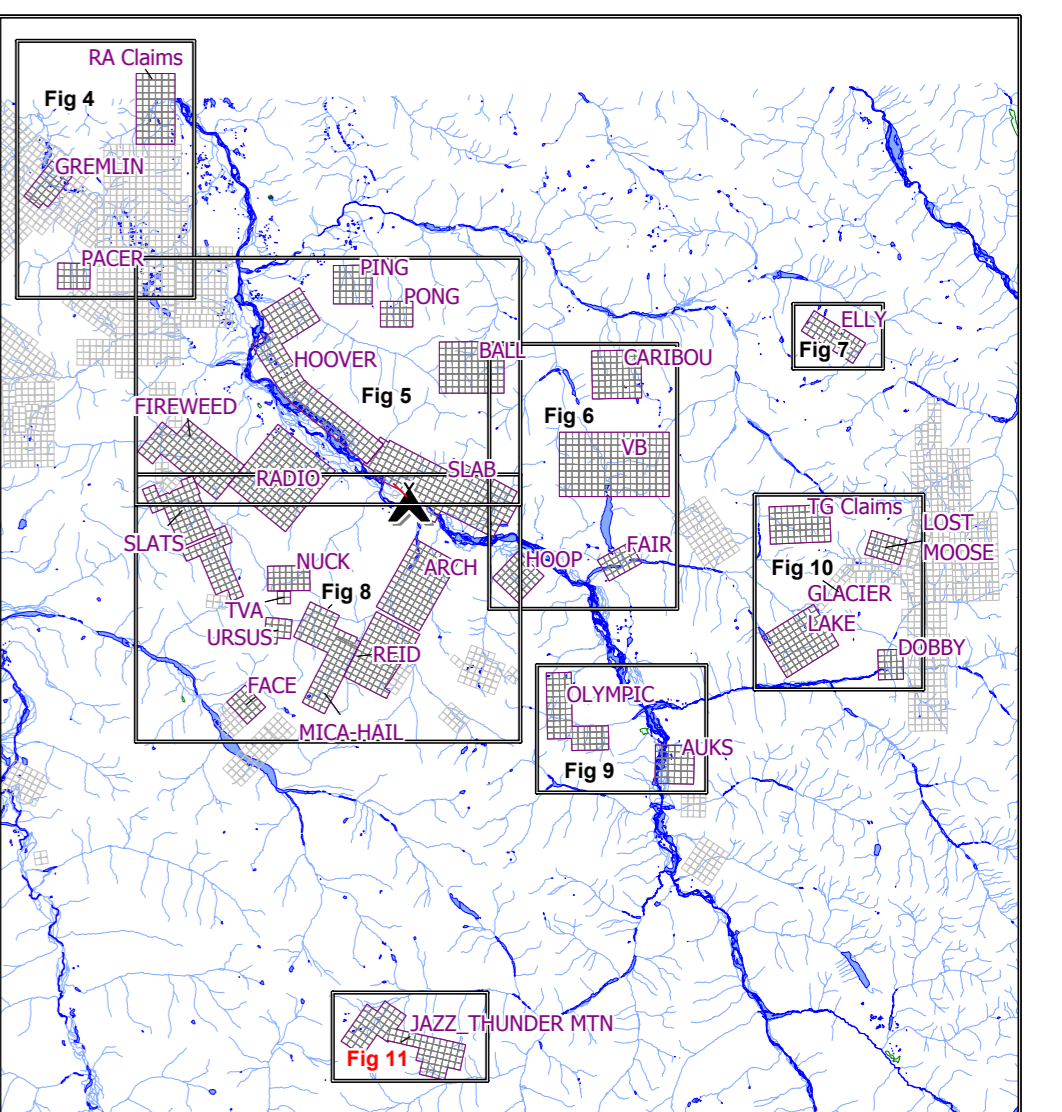 RA Claims
Fig 4
GREMLIN
PACER
PING
PONG
HOOVER
BALL
Fig 5
FIREWEED
RADIO
SLAB
CARIBOU
Fig 6
VB
ELLY
Fig 7
SLATS
NUCK
Fig 8
ARCH
TVA
URSUS
REID
FACE
MICA-HAIL
HOOP
FAIR
TG Claims
LOST
MOOSE
Fig 10
GLACIER
LAKE
DOBBY
OLYMPIC
AUKS
Fig 9
JAZZ_THUNDER MTN
Fig 11